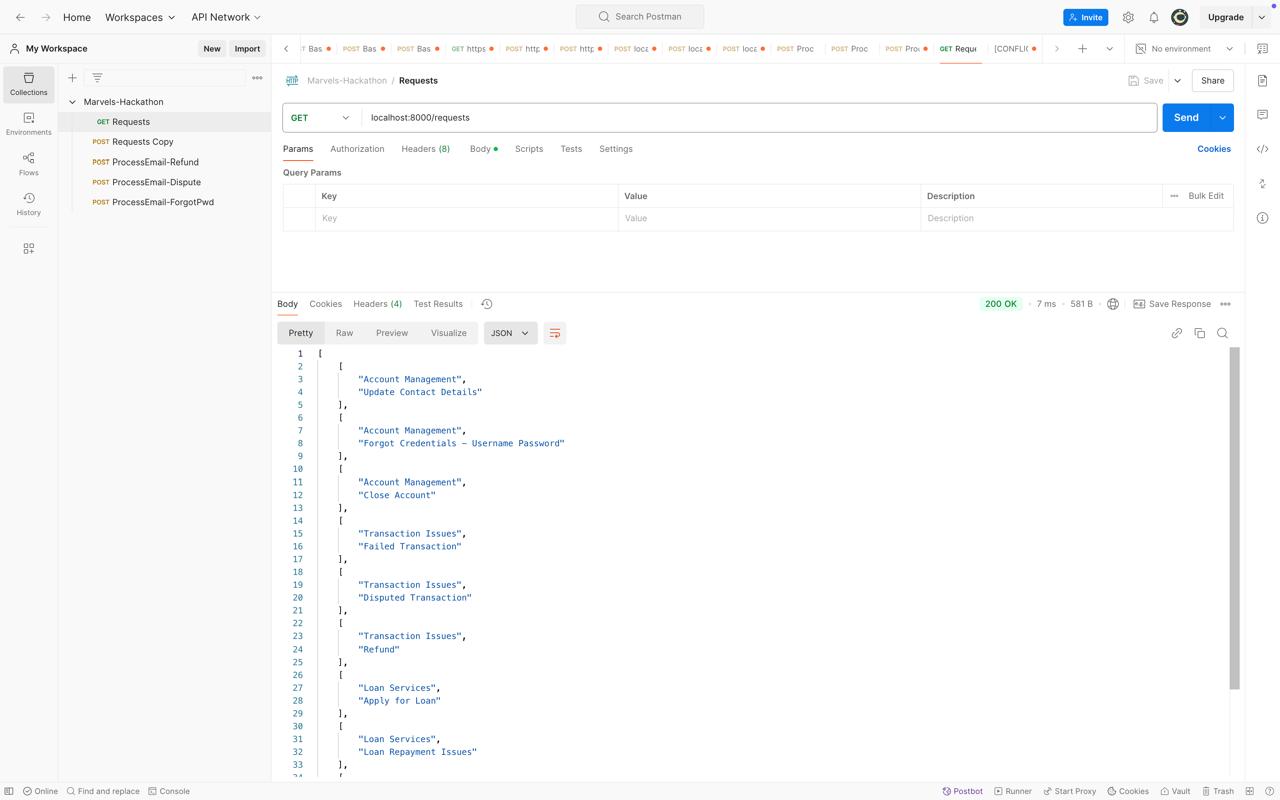 Home
Workspaces
API Network
Search Postman
Invite
Upgrade
My Workspace
New
Import
Bas
POST Bas
POST Bas
GET https
POST http
POST http
POST loca
POST loca
POST loca
POST Proc
POST Proc
POST Proc
GET Reque
[CONFLIC
No environment
Collections
Environments
Flows
History
Marvels-Hackathon
GET Requests
POST Requests Copy
POST ProcessEmail-Refund
POST ProcessEmail-Dispute
POST ProcessEmail-ForgotPwd
HTTP Marvels-Hackathon / Requests
Save
Share
GET
localhost:8000/requests
Send
Params
Authorization
Headers (8)
Body
Scripts
Tests
Settings
Cookies
Query Params
Key
Value
Description
Bulk Edit
Key
Value
Description
Body
Cookies
Headers (4)
Test Results
200 OK
7 ms
581 B
Save Response
Pretty
Raw
Preview
Visualize
JSON
1 [
2 [
3 "Account Management",
4 "Update Contact Details"
5 ],
6 [
7 "Account Management",
8 "Forgot Credentials - Username Password"
9 ],
10 [
11 "Account Management",
12 "Close Account"
13 ],
14 [
15 "Transaction Issues",
16 "Failed Transaction"
17 ],
18 [
19 "Transaction Issues",
20 "Disputed Transaction"
21 ],
22 [
23 "Transaction Issues",
24 "Refund"
25 ],
26 [
27 "Loan Services",
28 "Apply for Loan"
29 ],
30 [
31 "Loan Services",
32 "Loan Repayment Issues"
33 ],
34 [
Online
Find and replace
Console
Postbot
Runner
Start Proxy
Cookies
Vault
Trash